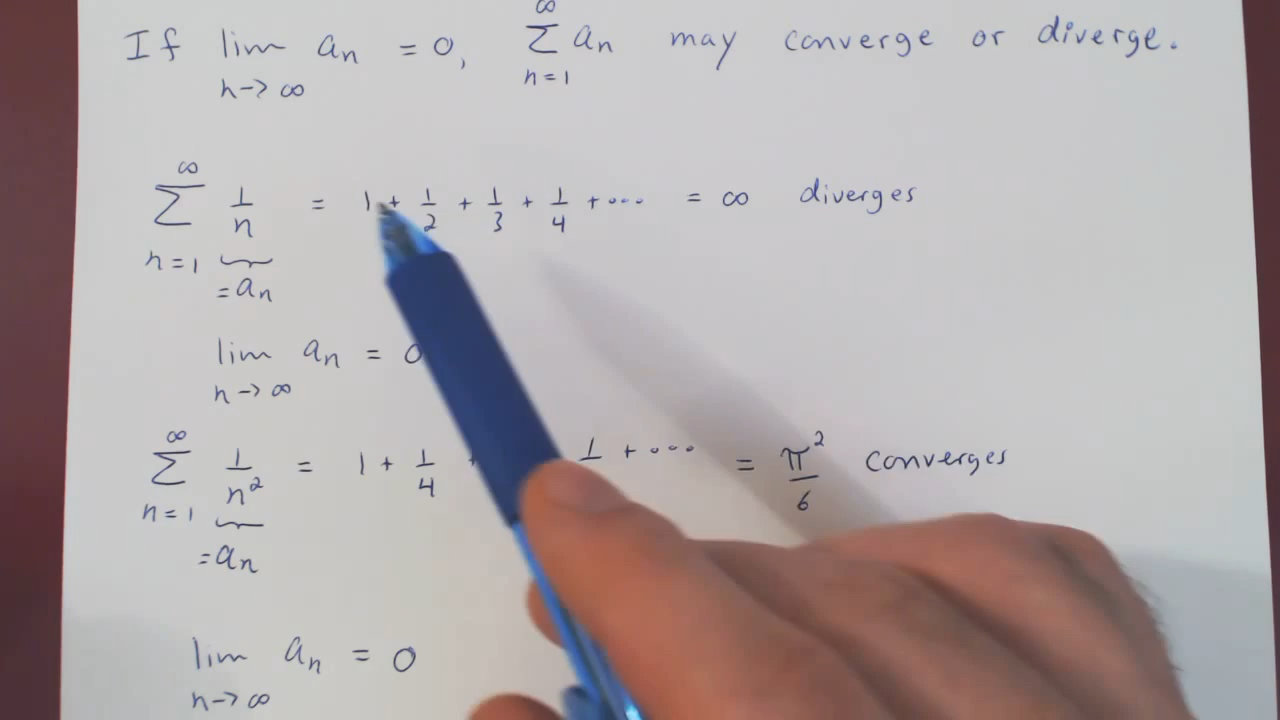 If lim n→∞ aₙ = 0, ∞ Σ n=1 aₙ may converge or diverge.
∞ Σ n=1 1/n = 1 + 1/2 + 1/3 + 1/4 + ... = ∞ diverges
= aₙ
lim n→∞ aₙ = 0
∞ Σ n=1 1/n² = 1 + 1/4 + ... = π²/6 converges
= aₙ
lim n→∞ aₙ = 0